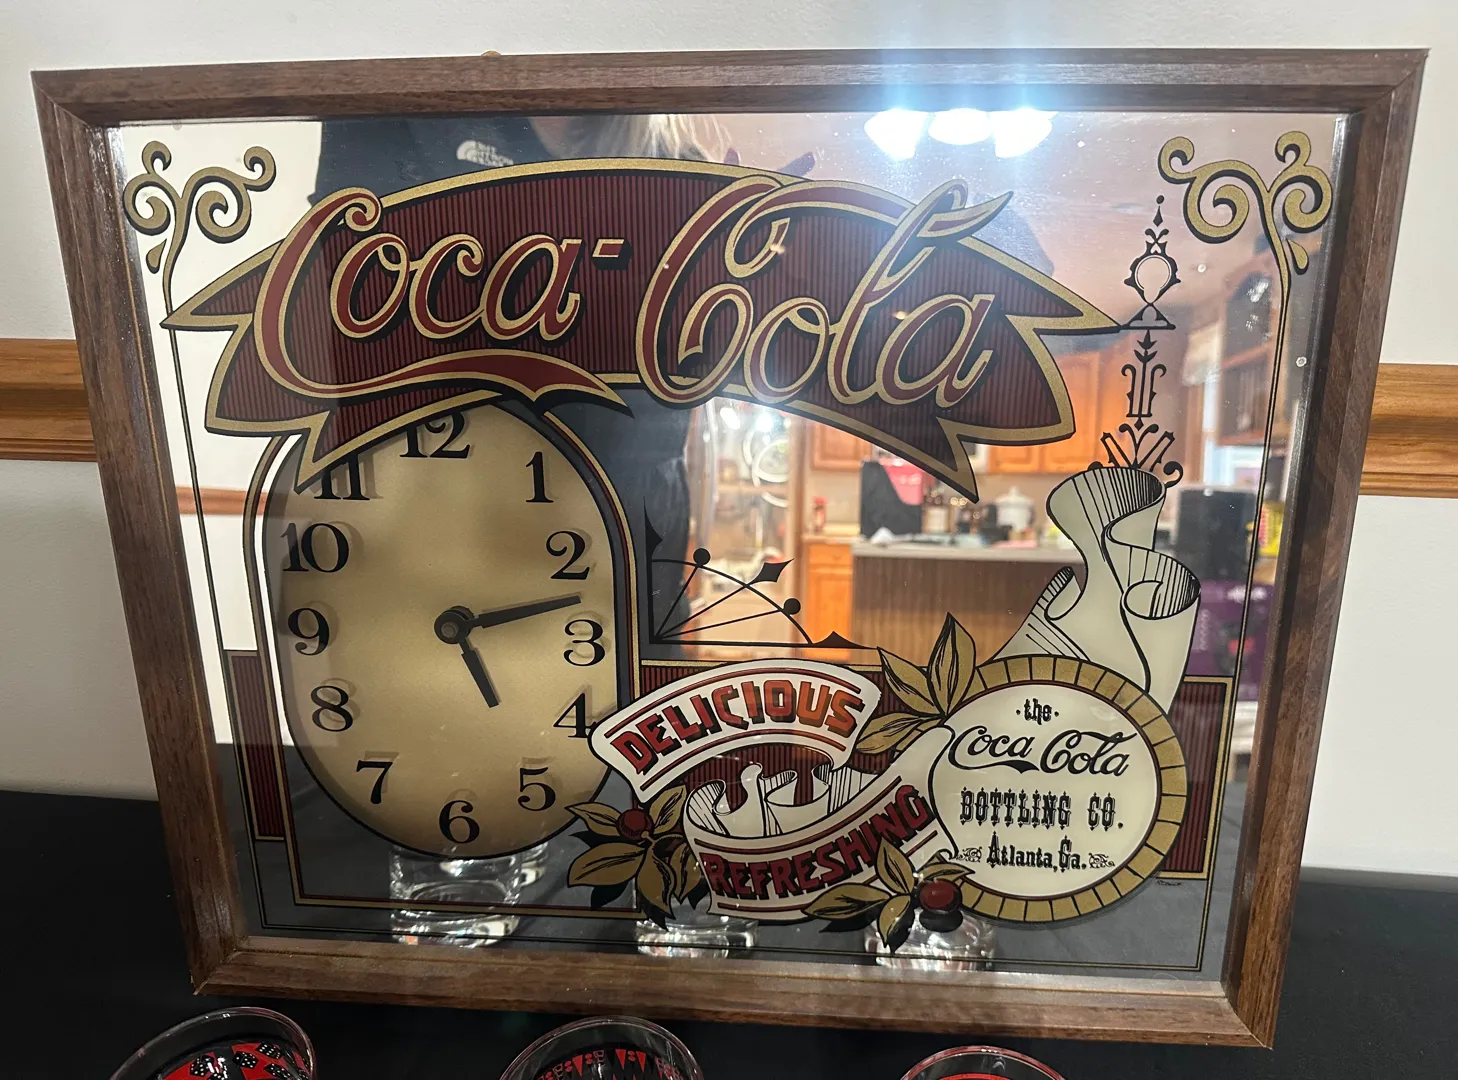 Coca-Cola
12
11
1
10
2
9
3
8
4
7
5
6
DELICIOUS
REFRESHING
·the·
Coca Cola
BOTTLING CO.
Atlanta, Ga.